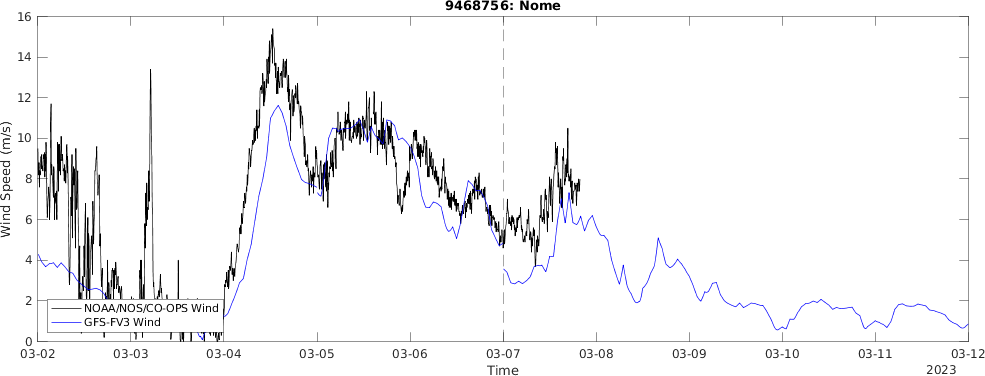 9468756: Nome
16
14
12
10
8
6
4
2
0
Wind Speed (m/s)
NOAA/NOS/CO-OPS Wind
GFS-FV3 Wind
03-02 03-03 03-04 03-05 03-06 03-07 03-08 03-09 03-10 03-11 03-12
Time
2023